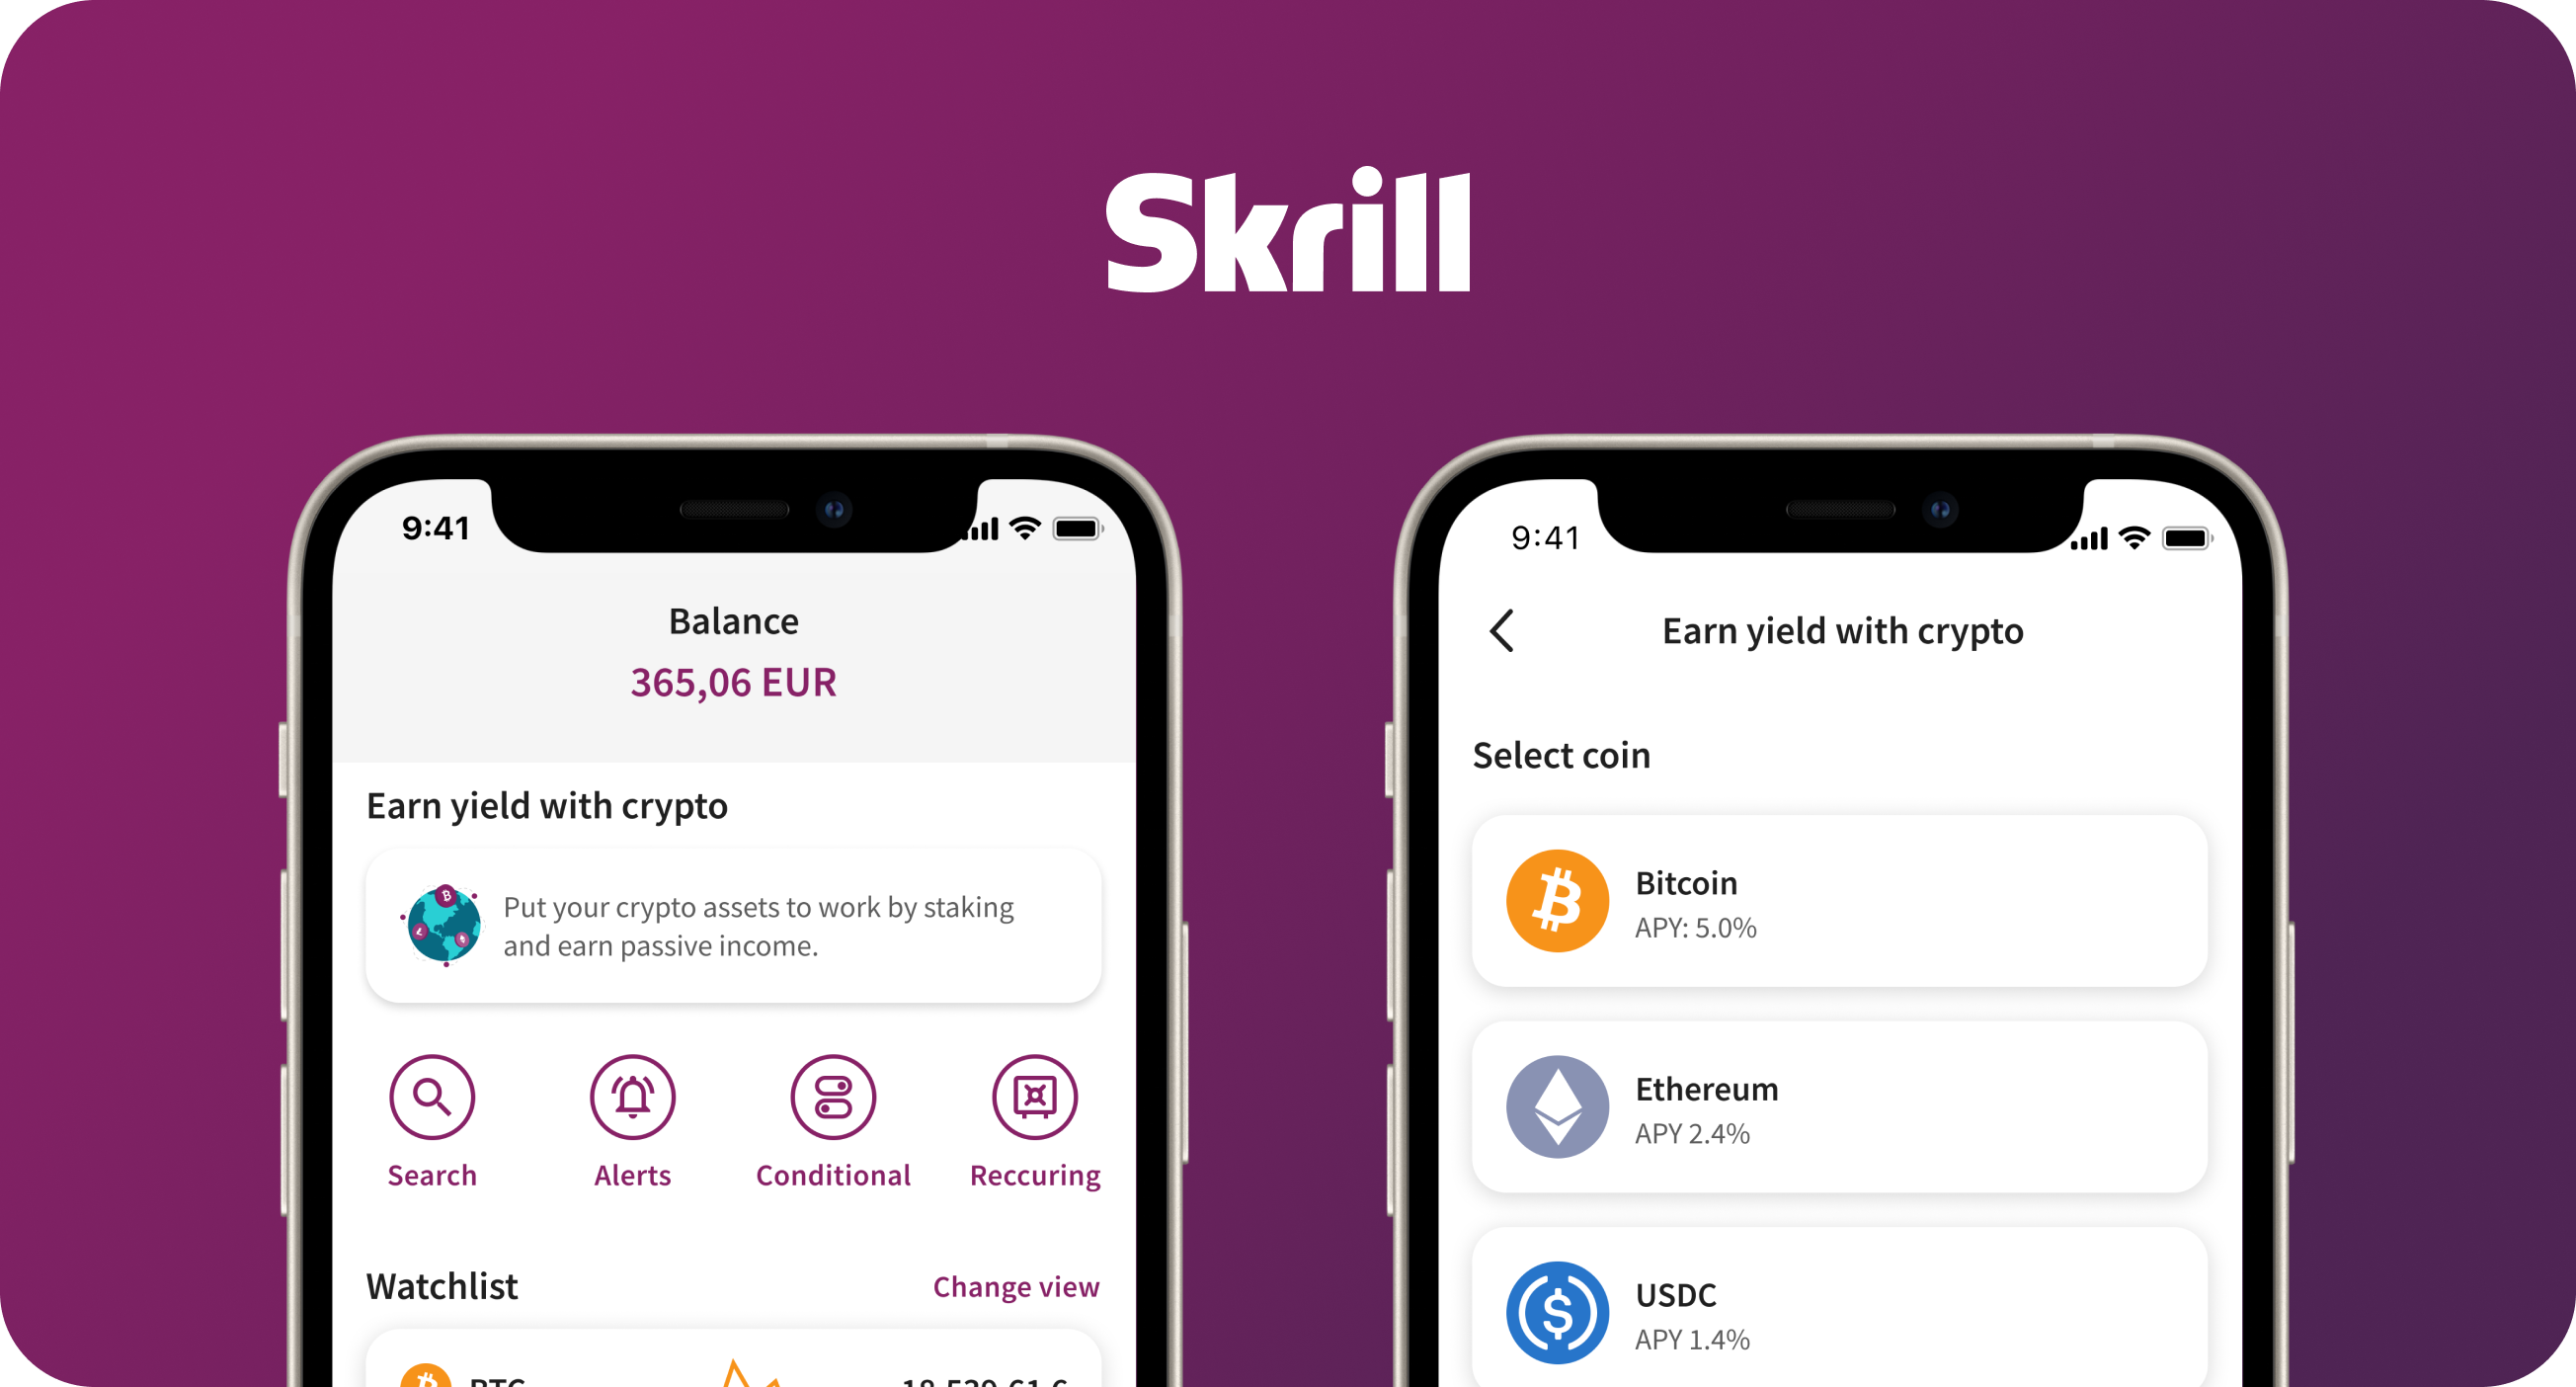 Skrill
9:41
Balance
365,06 EUR
Earn yield with crypto
Put your crypto assets to work by staking
and earn passive income.
Search
Alerts
Conditional
Reccuring
Watchlist
Change view
BTC
9:41
Earn yield with crypto
Select coin
Bitcoin
APY: 5.0%
Ethereum
APY 2.4%
USDC
APY 1.4%